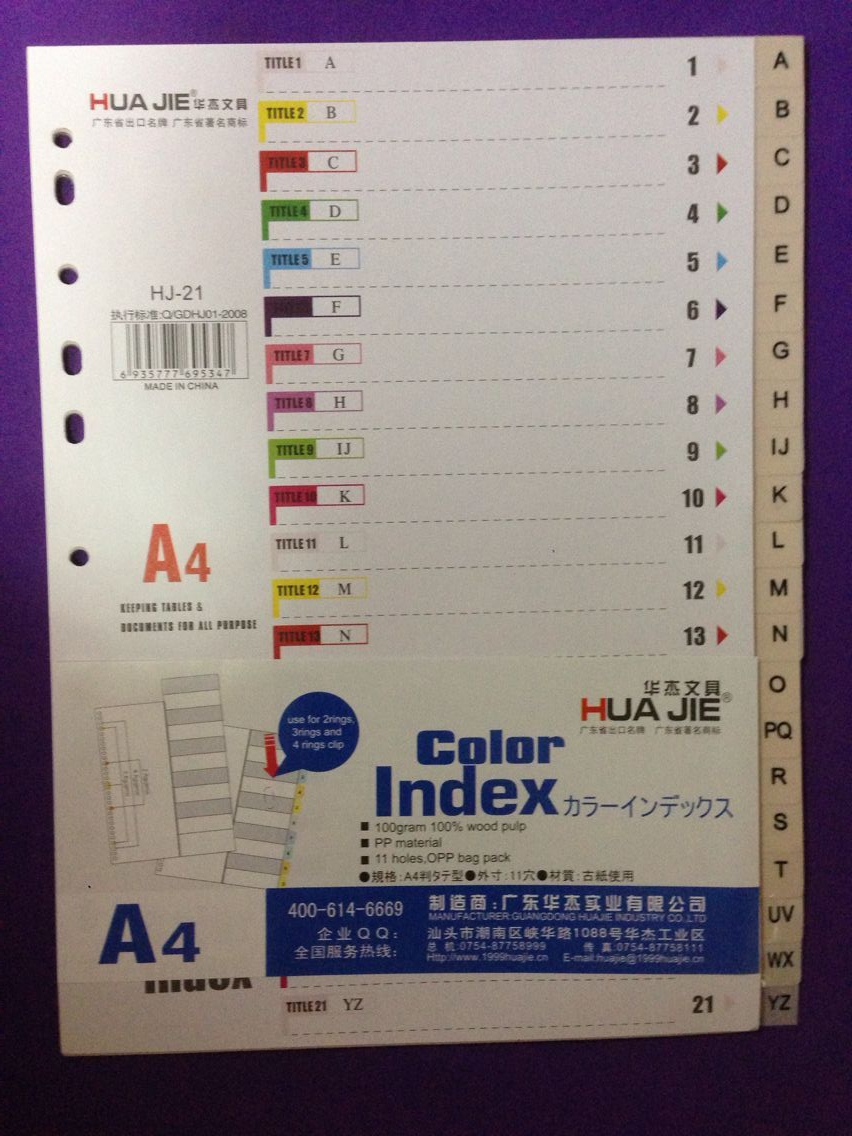 TITLE1 A 1
HUA JIE® 华杰文具
广东省出口名牌 广东省著名商标
TITLE2 B 2
TITLE3 C 3
TITLE4 D 4
TITLE5 E 5
HJ-21
执行标准:Q/GDHJ01-2008
6 935777 695347
MADE IN CHINA
F 6
TITLE7 G 7
TITLE8 H 8
TITLE9 IJ 9
TITLE10 K 10
TITLE11 L 11
TITLE12 M 12
TITLE13 N 13
A4
KEEPING TABLES &
DOCUMENTS FOR ALL PURPOSE
A
B
C
D
E
F
G
H
IJ
K
L
M
N
O
PQ
R
S
T
UV
WX
YZ
use for 2rings,
3rings and
4 rings clip
华杰文具
HUA JIE®
广东省出口名牌 广东省著名商标
Color
Index カラーインデックス
■ 100gram 100% wood pulp
■ PP material
■ 11 holes,OPP bag pack
●規格:A4判タテ型●外寸:11穴●材質:古紙使用
A4
400-614-6669
企业QQ:
全国服务热线:
制造商:广东华杰实业有限公司
MANUFACTURER:GUANGDONG HUAJIE INDUSTRY CO.,LTD
汕头市潮南区峡华路1088号华杰工业区
总机:0754-87758999 传真:0754-87758111
Http://www.1999huajie.cn E-mail:huajie@1999huajie.cn
Index
TITLE21 YZ 21